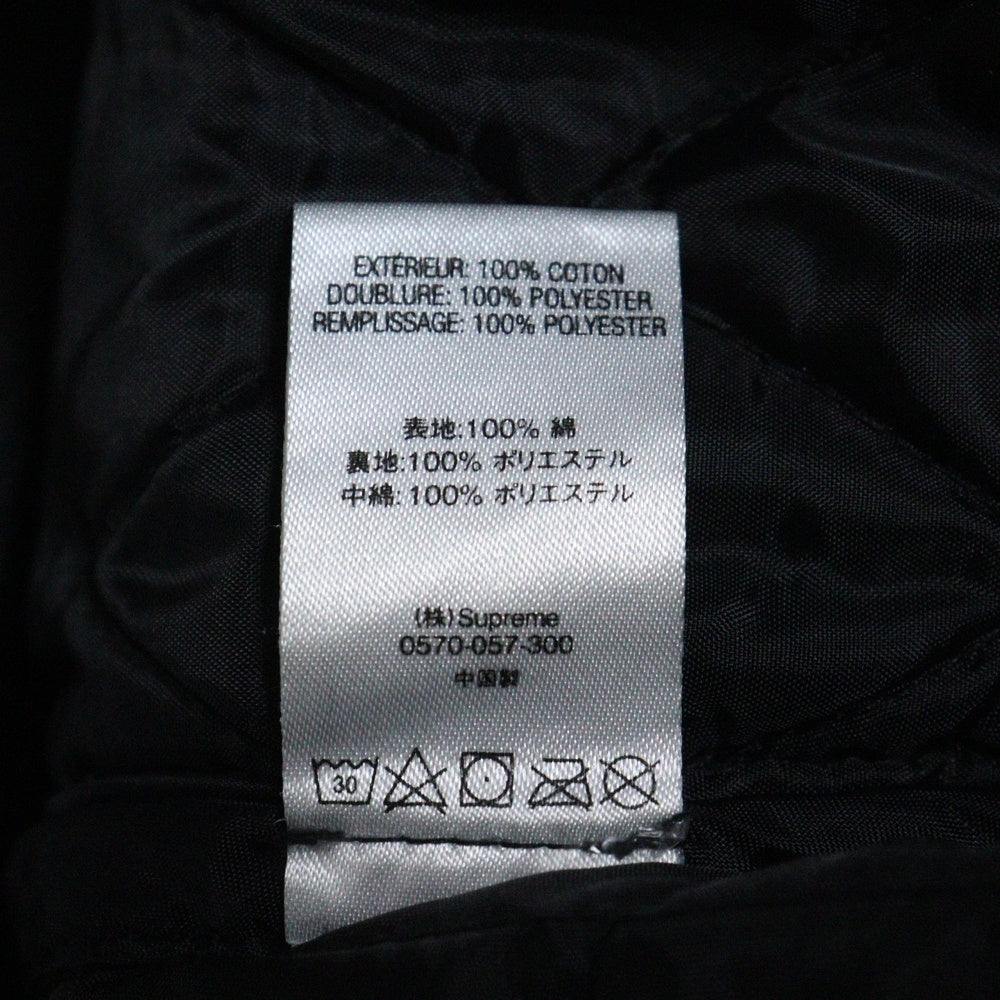 EXTÉRIEUR: 100% COTON
DOUBLURE: 100% POLYESTER
REMPLISSAGE: 100% POLYESTER
表地:100% 綿
裏地:100% ポリエステル
中綿:100% ポリエステル
(株)Supreme
0570-057-300
中国製
30